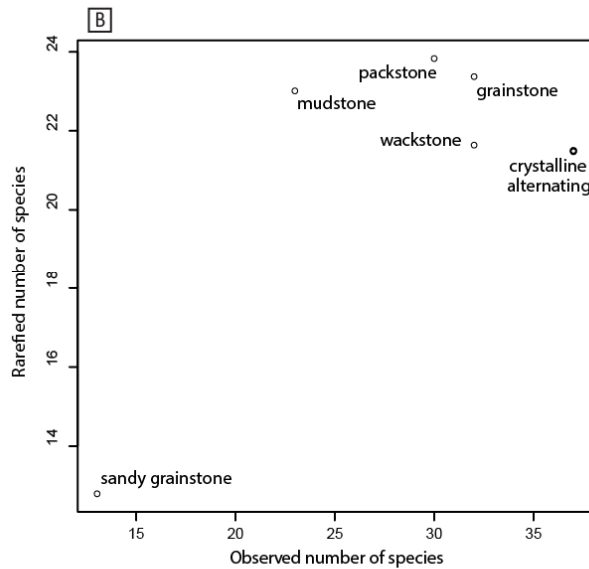 B
24
22
20
18
16
14
Rarefied number of species
packstone
grainstone
mudstone
wackstone
crystalline
alternating
sandy grainstone
15
20
25
30
35
Observed number of species